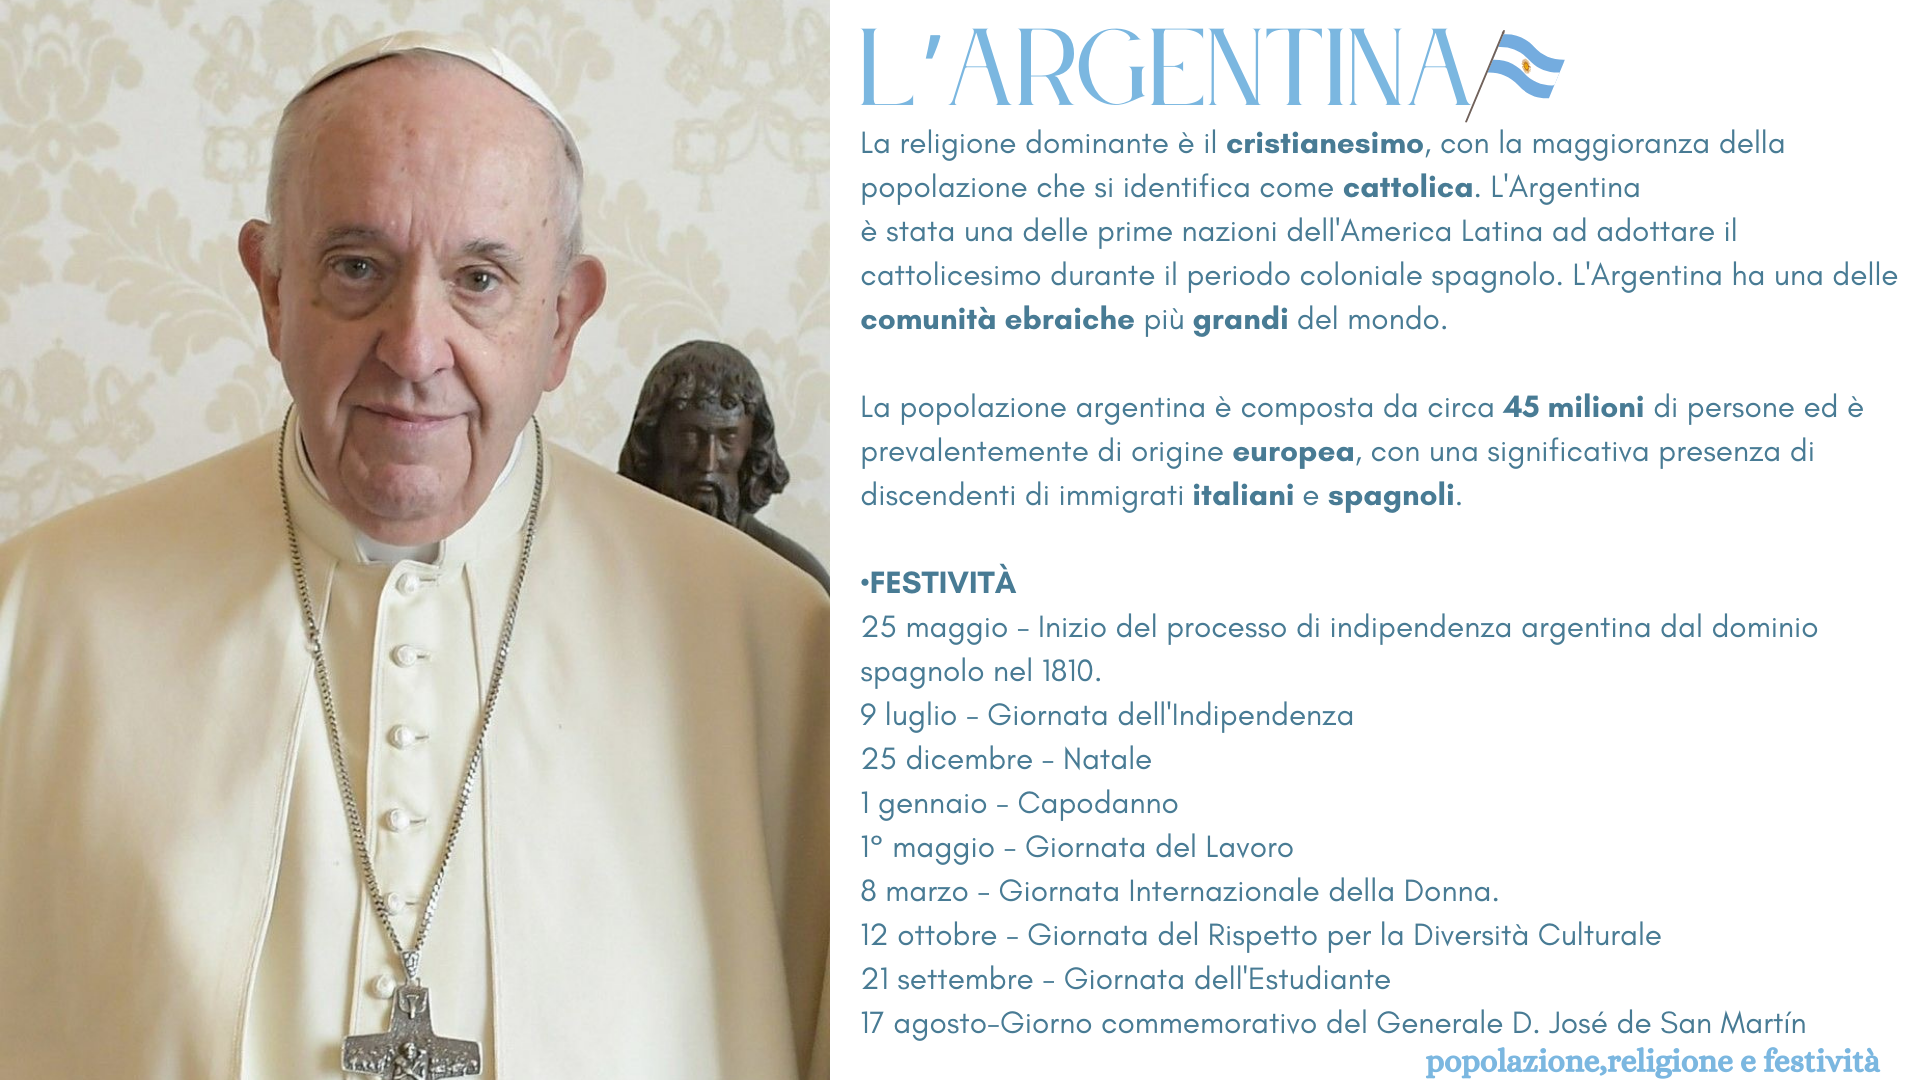 L'ARGENTINA
La religione dominante è il cristianesimo, con la maggioranza della
popolazione che si identifica come cattolica. L'Argentina
è stata una delle prime nazioni dell'America Latina ad adottare il
cattolicesimo durante il periodo coloniale spagnolo. L'Argentina ha una delle
comunità ebraiche più grandi del mondo.
La popolazione argentina è composta da circa 45 milioni di persone ed è
prevalentemente di origine europea, con una significativa presenza di
discendenti di immigrati italiani e spagnoli.
•FESTIVITÀ
25 maggio - Inizio del processo di indipendenza argentina dal dominio
spagnolo nel 1810.
9 luglio - Giornata dell'Indipendenza
25 dicembre - Natale
1 gennaio - Capodanno
1° maggio - Giornata del Lavoro
8 marzo - Giornata Internazionale della Donna.
12 ottobre - Giornata del Rispetto per la Diversità Culturale
21 settembre - Giornata dell'Estudiante
17 agosto-Giorno commemorativo del Generale D. José de San Martín
popolazione,religione e festività